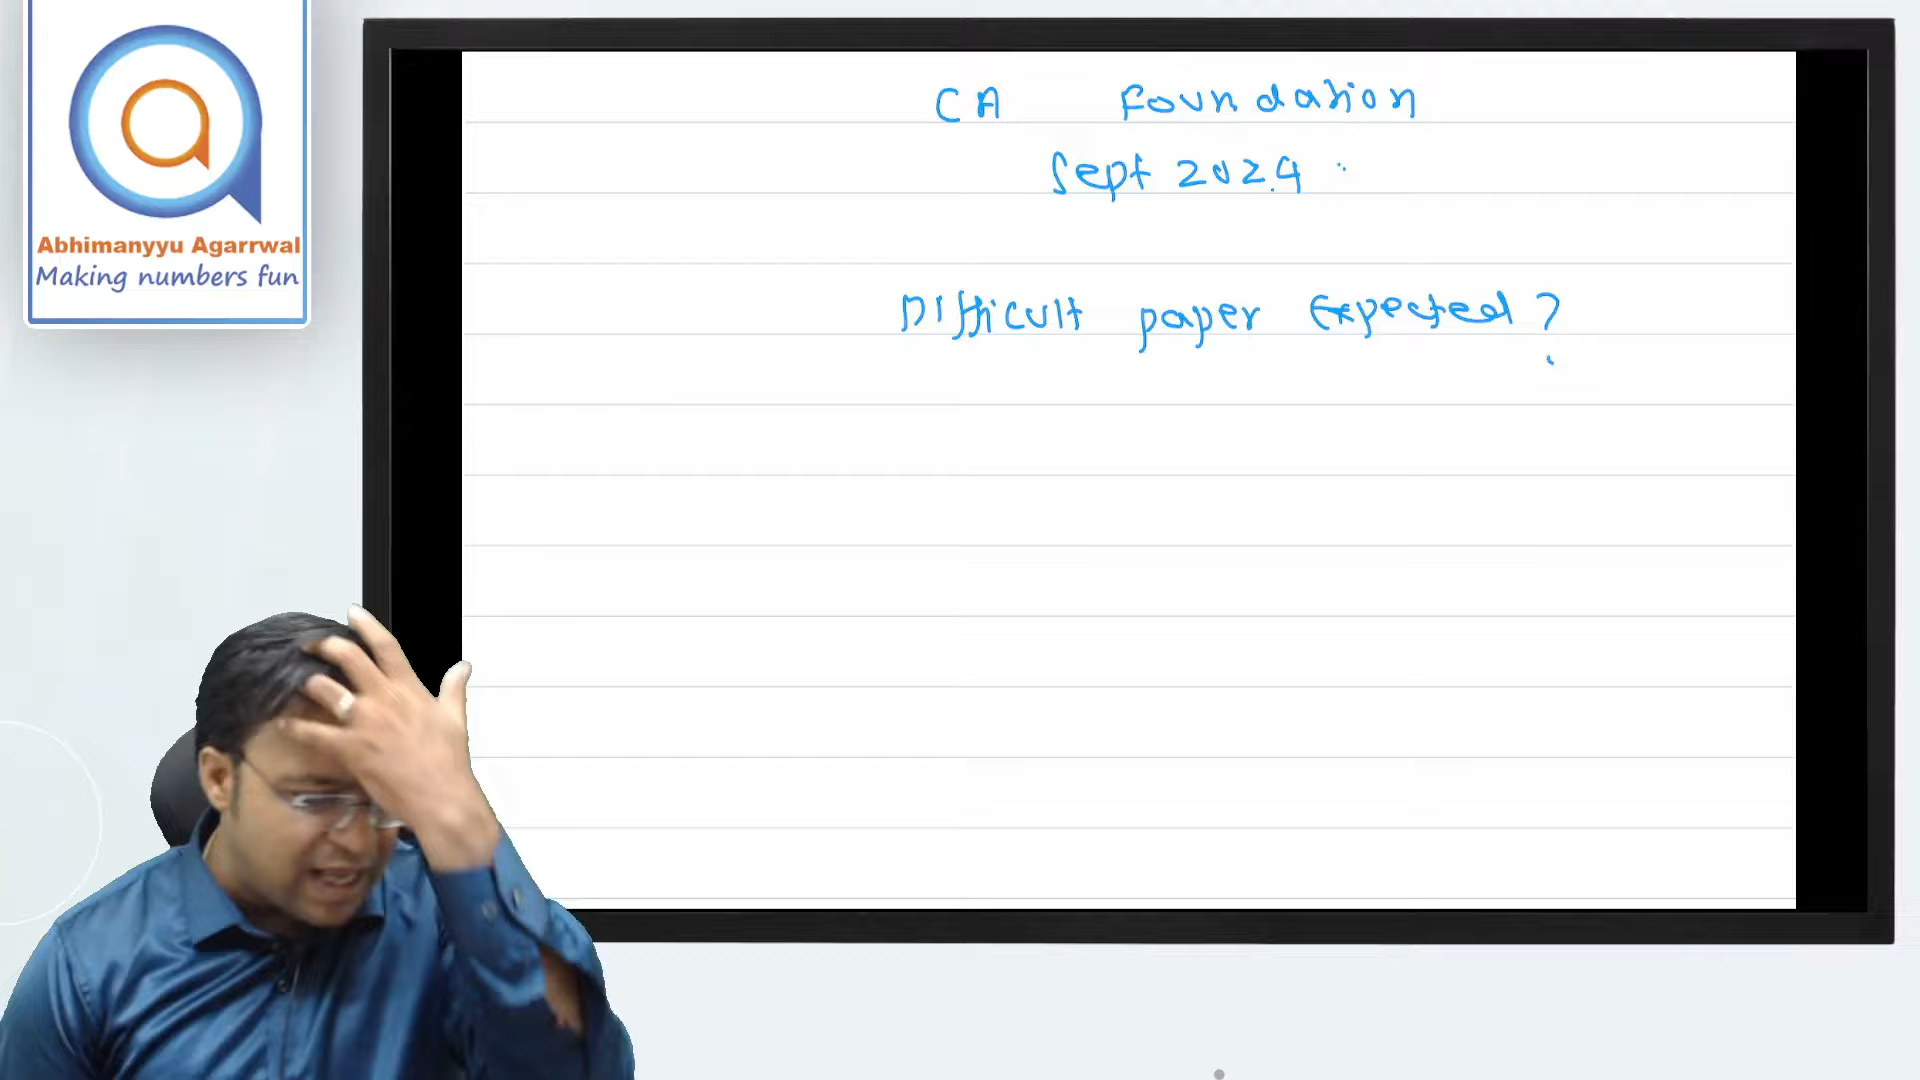 Abhimanyyu Agarrwal
Making numbers fun
CA Foundation
Sept 2024
Difficult paper Expected?